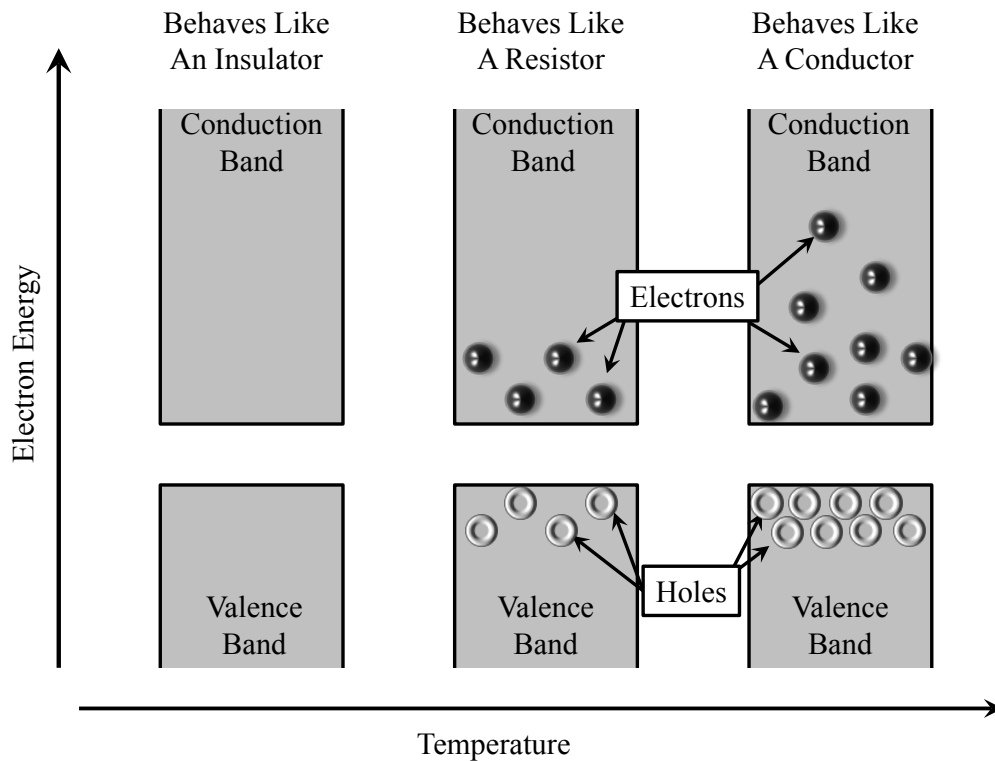 Behaves Like
An Insulator
Behaves Like
A Resistor
Behaves Like
A Conductor
Conduction
Band
Conduction
Band
Conduction
Band
Electrons
Electron Energy
Holes
Valence
Band
Valence
Band
Valence
Band
Temperature